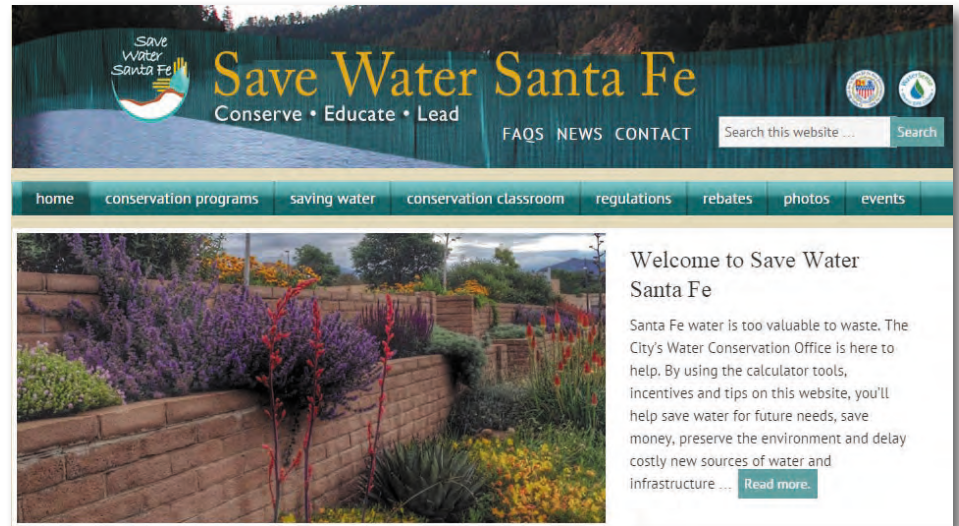 Save
Water
Santa Fe
Save Water Santa Fe
Conserve • Educate • Lead
FAQS NEWS CONTACT
Search this website ...
Search
home
conservation programs
saving water
conservation classroom
regulations
rebates
photos
events
Welcome to Save Water
Santa Fe
Santa Fe water is too valuable to waste. The
City's Water Conservation Office is here to
help. By using the calculator tools,
incentives and tips on this website, you'll
help save water for future needs, save
money, preserve the environment and delay
costly new sources of water and
infrastructure ... Read more.